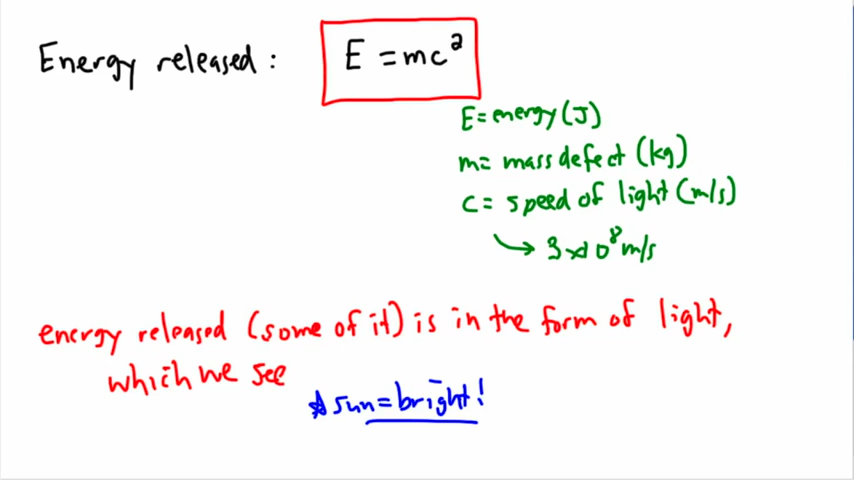 Energy released: E = mc²
E = energy (J)
m = mass defect (kg)
c = speed of light (m/s)
→ 3x10⁸ m/s
energy released (some of it) is in the form of light,
which we see
* sun = bright!